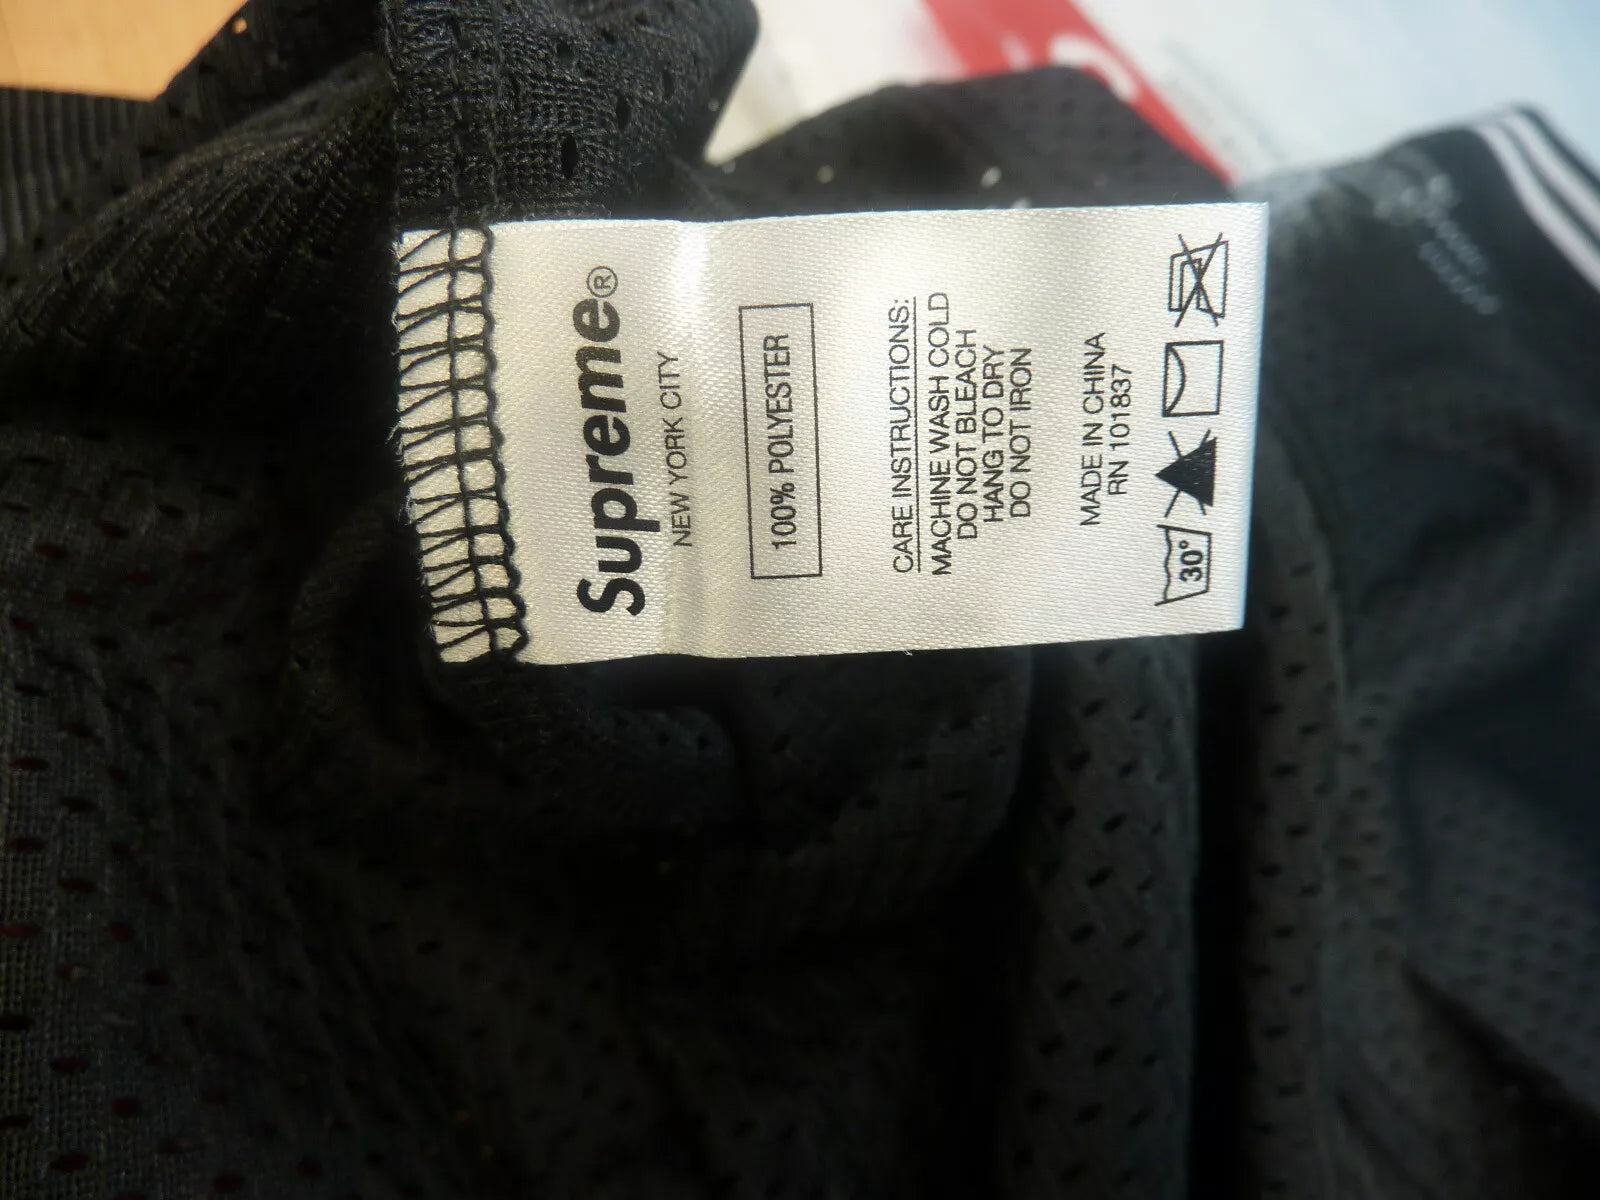 Supreme®
NEW YORK CITY
100% POLYESTER
CARE INSTRUCTIONS:
MACHINE WASH COLD
DO NOT BLEACH
HANG TO DRY
DO NOT IRON
MADE IN CHINA
RN 101837
30°